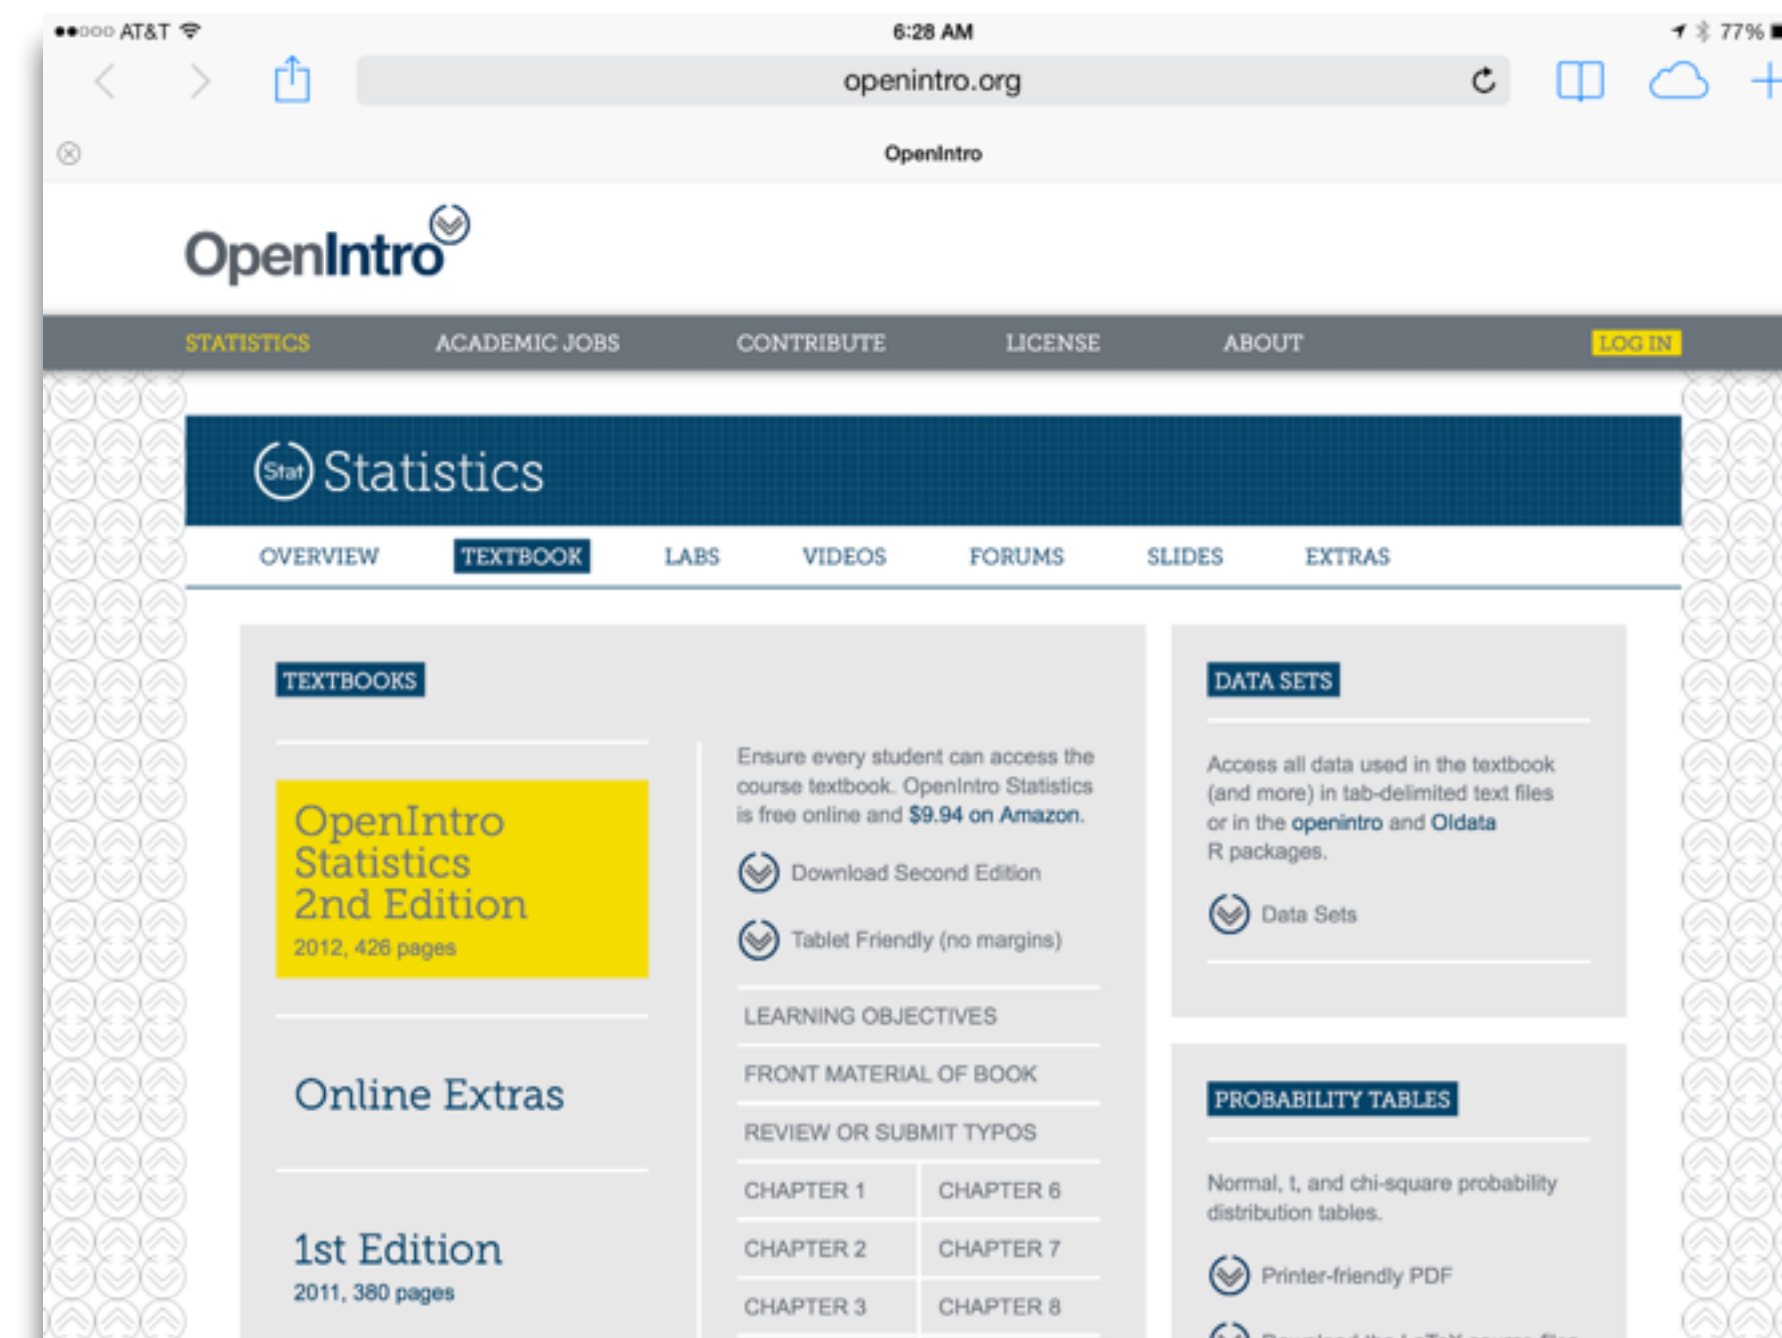 AT&T 6:28 AM 77%
openintro.org
OpenIntro
OpenIntro
STATISTICS ACADEMIC JOBS CONTRIBUTE LICENSE ABOUT LOG IN
Stat Statistics
OVERVIEW TEXTBOOK LABS VIDEOS FORUMS SLIDES EXTRAS
TEXTBOOKS
OpenIntro
Statistics
2nd Edition
2012, 426 pages
Online Extras
1st Edition
2011, 380 pages
Ensure every student can access the
course textbook. OpenIntro Statistics
is free online and $9.94 on Amazon.
Download Second Edition
Tablet Friendly (no margins)
LEARNING OBJECTIVES
FRONT MATERIAL OF BOOK
REVIEW OR SUBMIT TYPOS
CHAPTER 1 CHAPTER 6
CHAPTER 2 CHAPTER 7
CHAPTER 3 CHAPTER 8
DATA SETS
Access all data used in the textbook
(and more) in tab-delimited text files
or in the openintro and OIdata
R packages.
Data Sets
PROBABILITY TABLES
Normal, t, and chi-square probability
distribution tables.
Printer-friendly PDF
Download the LaTeX source files